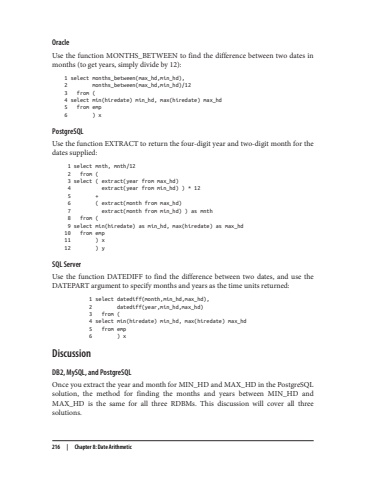 Oracle
Use the function MONTHS_BETWEEN to find the difference between two dates in
months (to get years, simply divide by 12):
1 select months_between(max_hd,min_hd),
2        months_between(max_hd,min_hd)/12
3   from (
4 select min(hiredate) min_hd, max(hiredate) max_hd
5   from emp
6        ) x
PostgreSQL
Use the function EXTRACT to return the four-digit year and two-digit month for the
dates supplied:
1 select mnth, mnth/12
2   from (
3 select ( extract(year from max_hd)
4          extract(year from min_hd) ) * 12
5        +
6        ( extract(month from max_hd)
7          extract(month from min_hd) ) as mnth
8   from (
9 select min(hiredate) as min_hd, max(hiredate) as max_hd
10   from emp
11        ) x
12        ) y
SQL Server
Use the function DATEDIFF to find the difference between two dates, and use the
DATEPART argument to specify months and years as the time units returned:
1 select datediff(month,min_hd,max_hd),
2        datediff(year,min_hd,max_hd)
3   from (
4 select min(hiredate) min_hd, max(hiredate) max_hd
5   from emp
6        ) x
Discussion
DB2, MySQL, and PostgreSQL
Once you extract the year and month for MIN_HD and MAX_HD in the PostgreSQL
solution, the method for finding the months and years between MIN_HD and
MAX_HD is the same for all three RDBMs. This discussion will cover all three
solutions.
216 | Chapter 8: Date Arithmetic